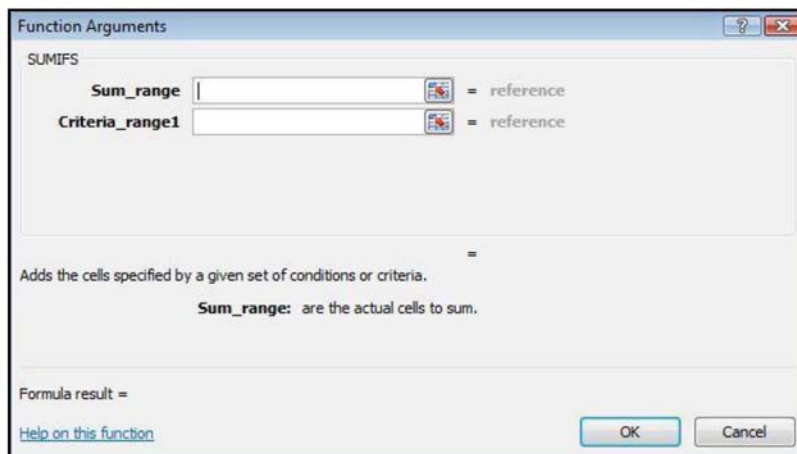 Function Arguments
SUMIFS
Sum_range = reference
Criteria_range1 = reference
=
Adds the cells specified by a given set of conditions or criteria.
Sum_range: are the actual cells to sum.
Formula result =
Help on this function OK Cancel